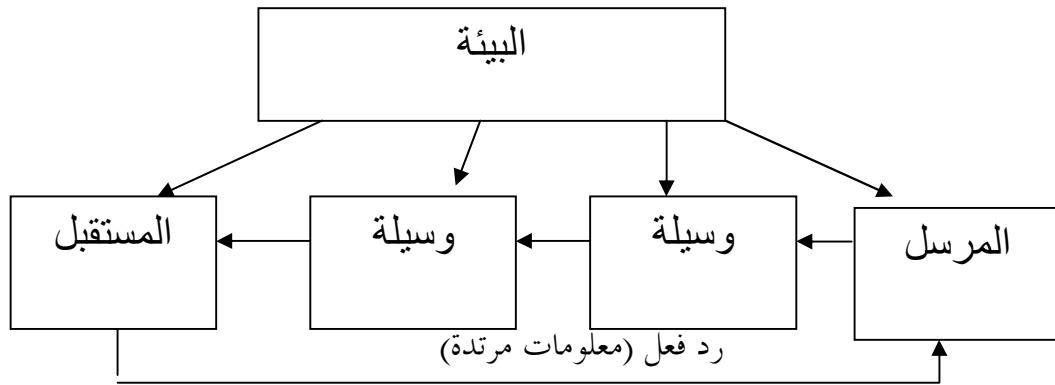 البيئة
المرسل
وسيلة
وسيلة
المستقبل
رد فعل (معلومات مرتدة)